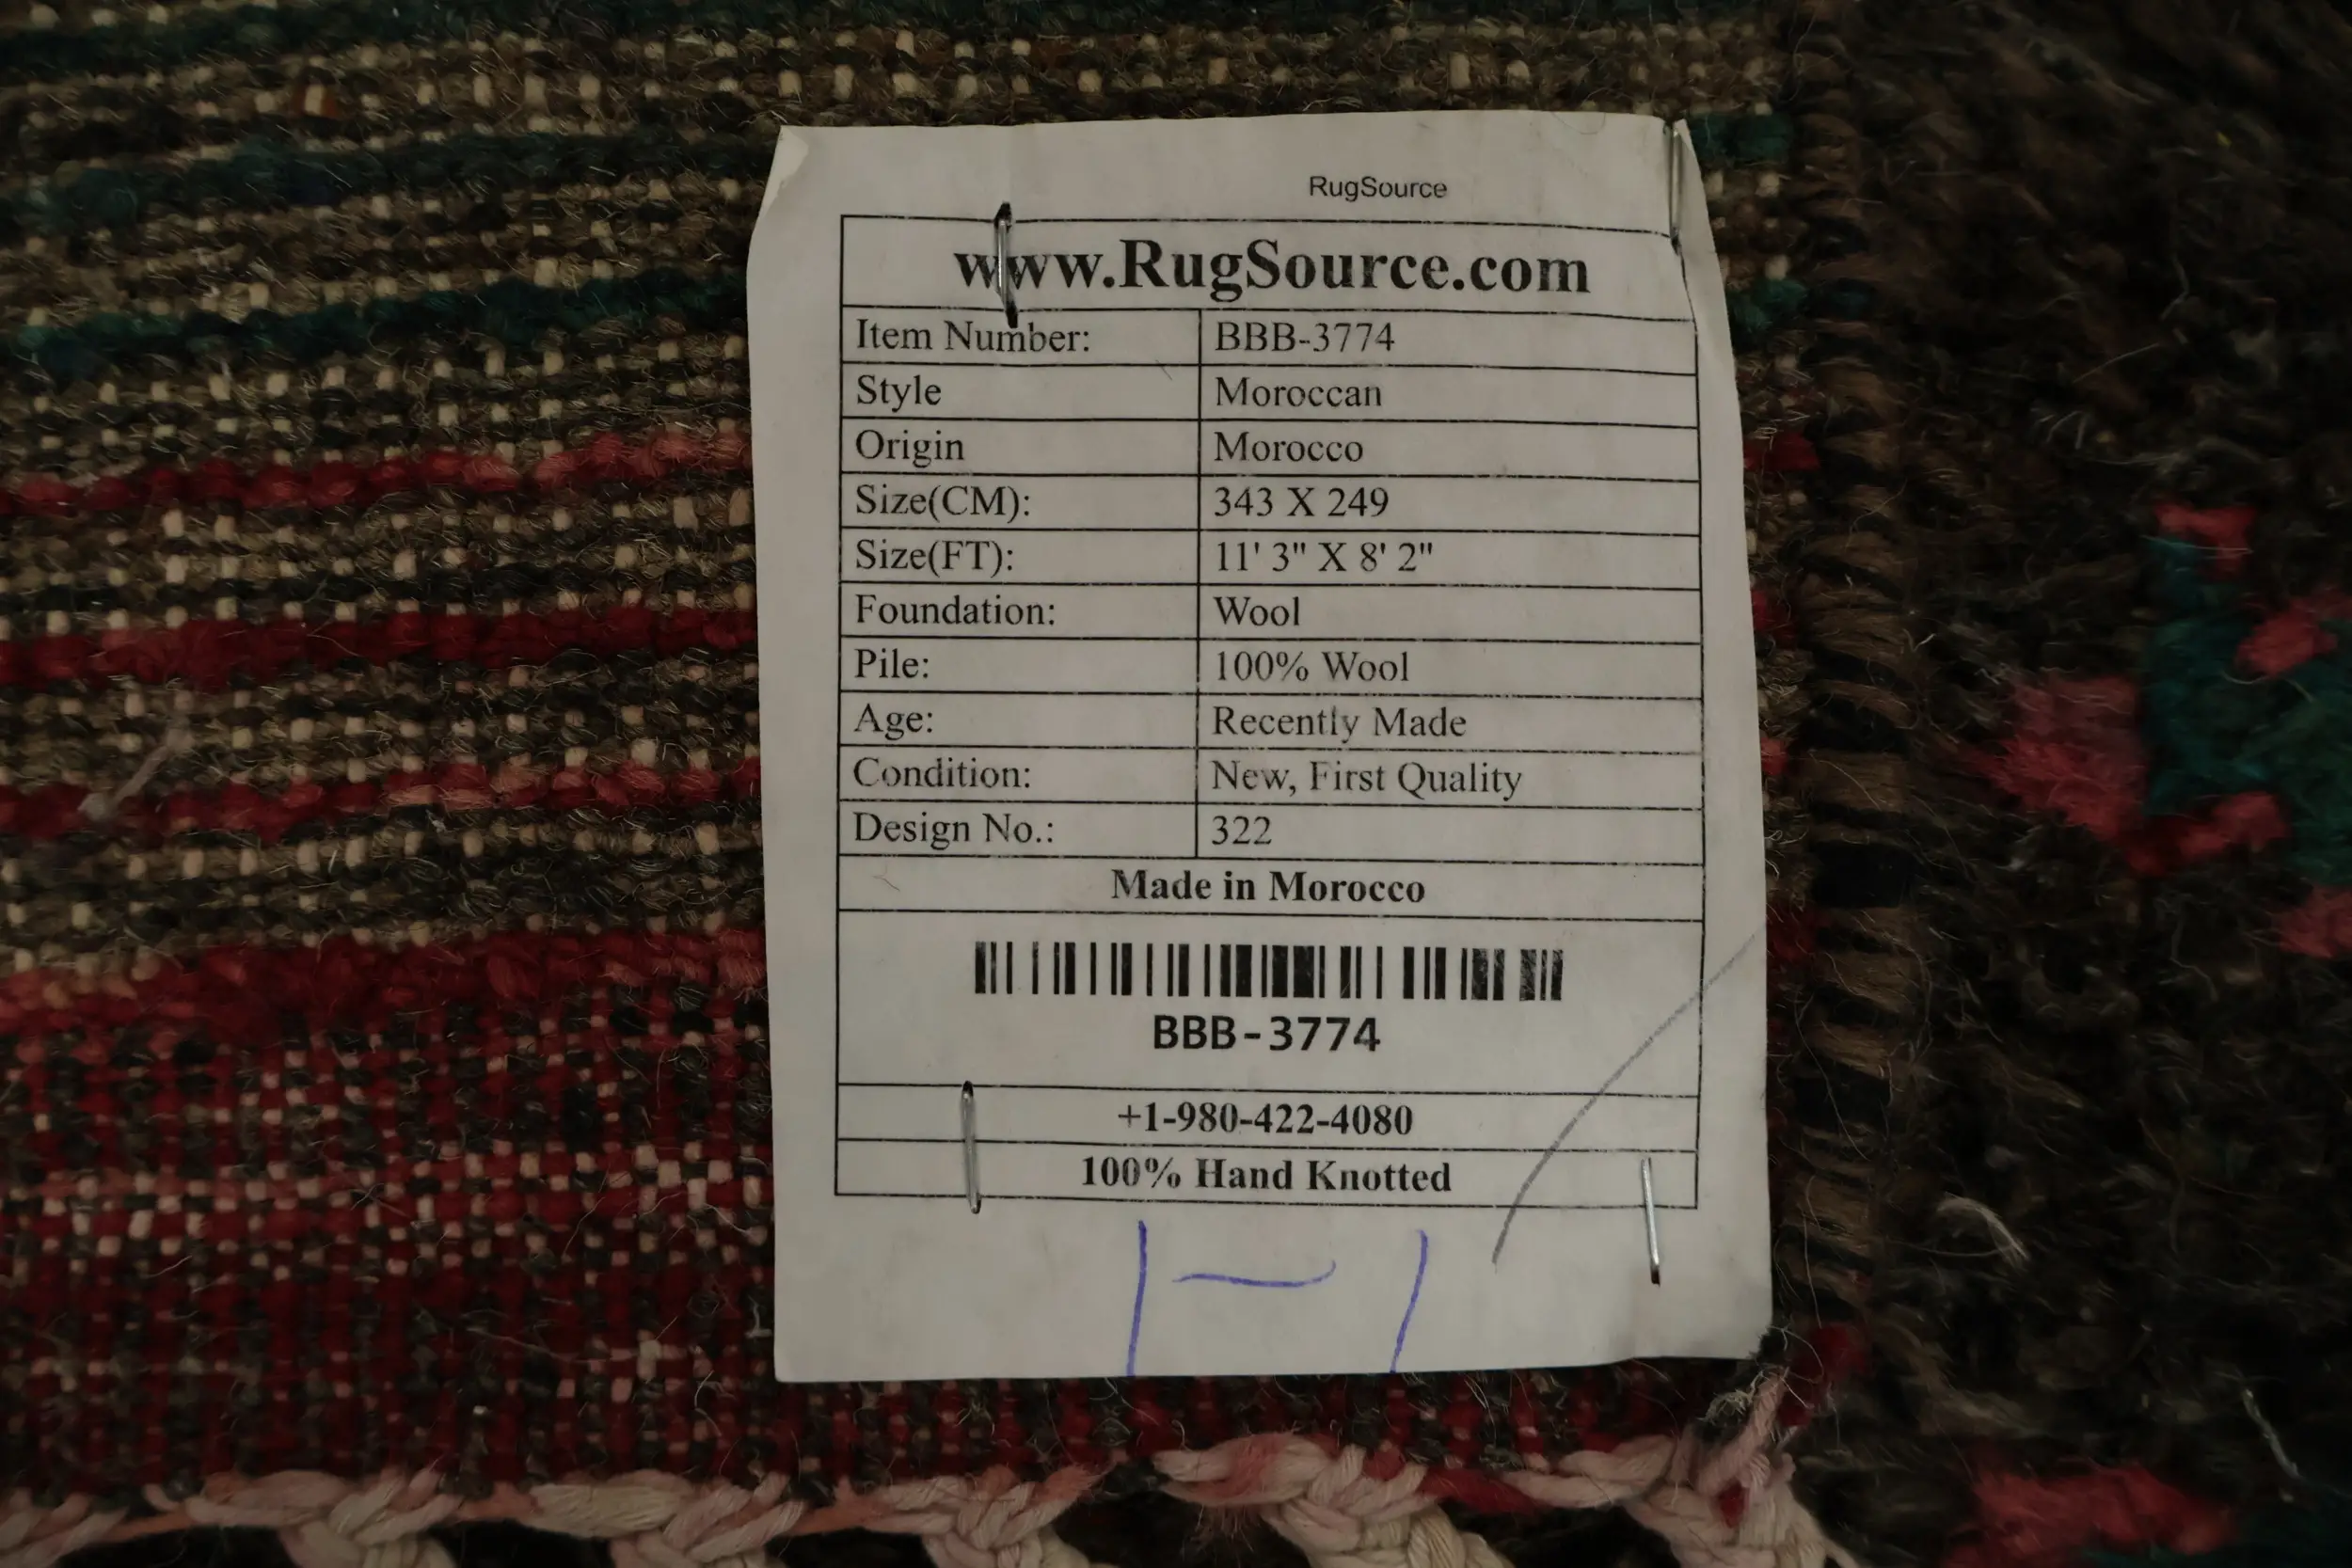 RugSource
www.RugSource.com
Item Number: BBB-3774
Style Moroccan
Origin Morocco
Size(CM): 343 X 249
Size(FT): 11' 3" X 8' 2"
Foundation: Wool
Pile: 100% Wool
Age: Recently Made
Condition: New, First Quality
Design No.: 322
Made in Morocco
BBB-3774
+1-980-422-4080
100% Hand Knotted
1-1